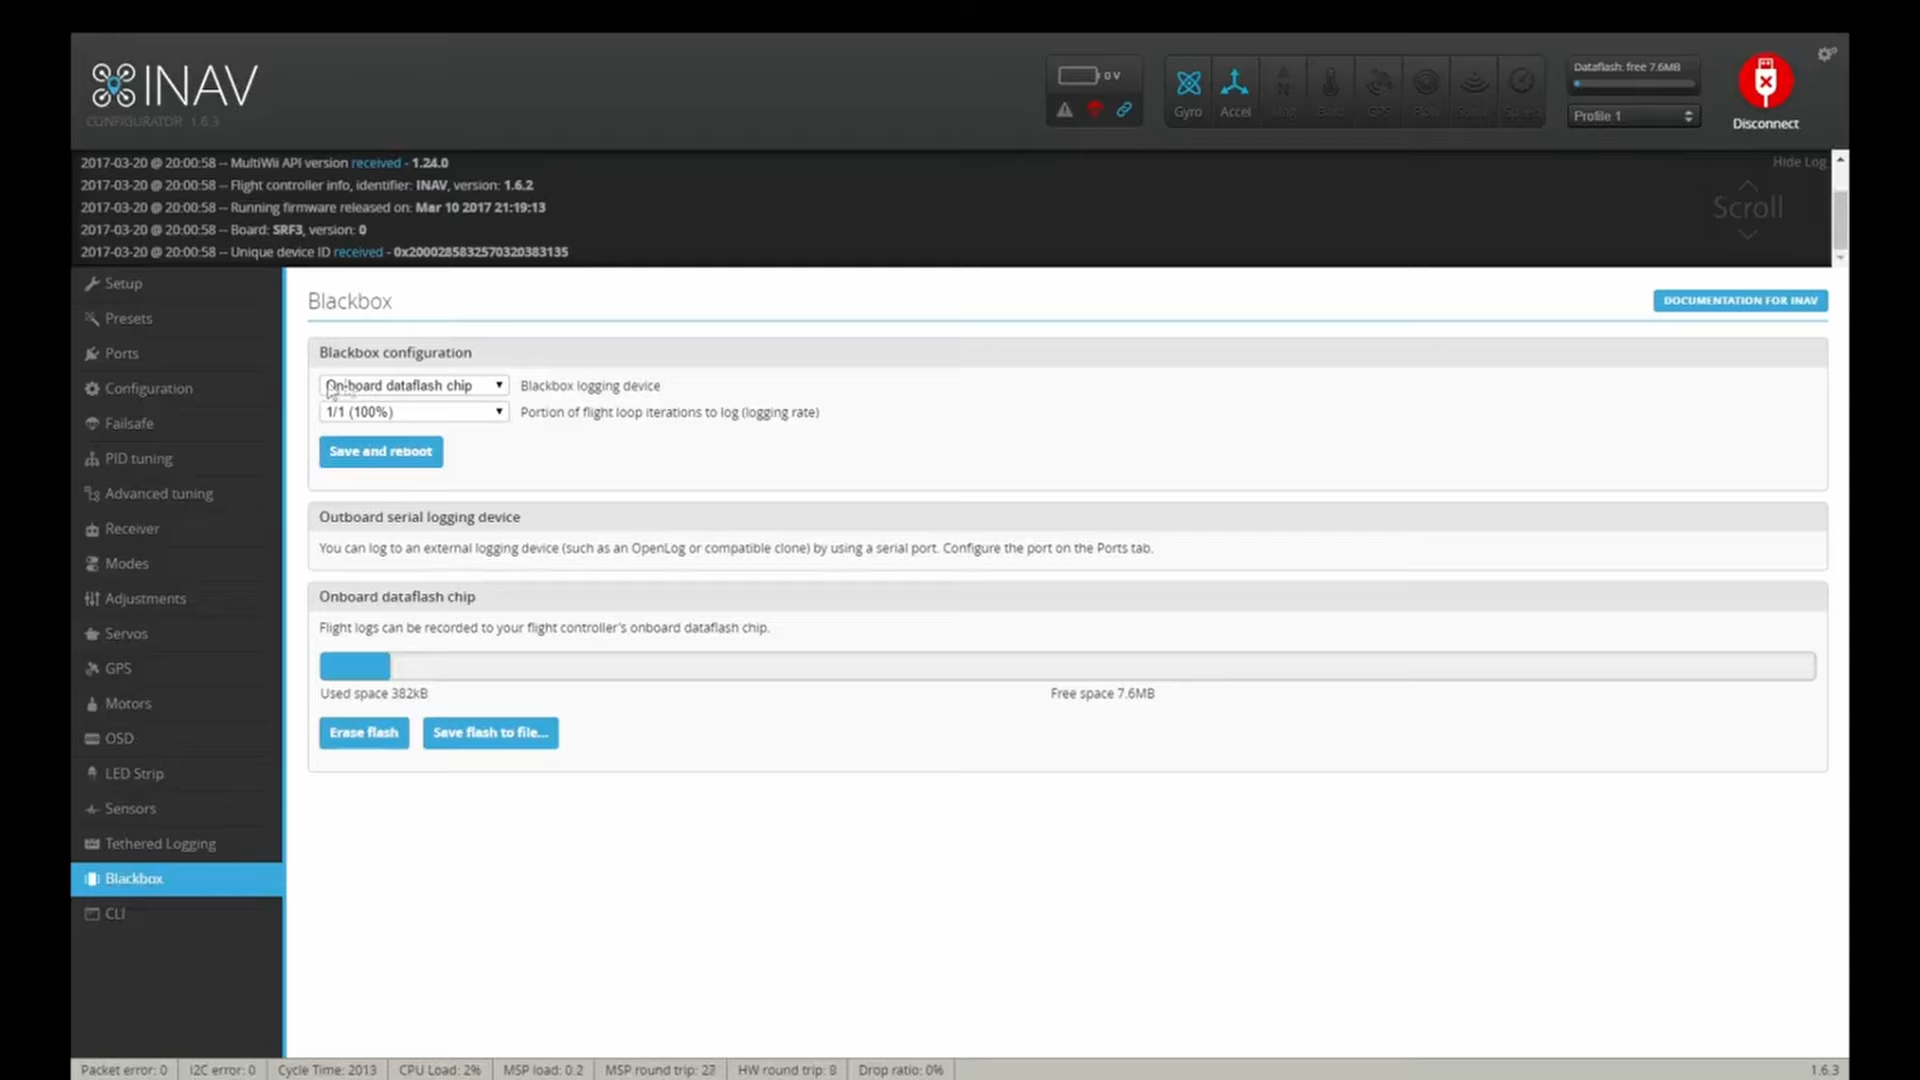 INAV
CONFIGURATOR 1.6.3
0 V
Gyro
Accel
GPS
Dataflash: free 7.6MB
Profile 1
Disconnect
2017-03-20 @ 20:00:58 -- MultiWii API version received - 1.24.0
2017-03-20 @ 20:00:58 -- Flight controller info, identifier: INAV, version: 1.6.2
2017-03-20 @ 20:00:58 -- Running firmware released on: Mar 10 2017 21:19:13
2017-03-20 @ 20:00:58 -- Board: SRF3, version: 0
2017-03-20 @ 20:00:58 -- Unique device ID received - 0x2000285832570320383135
Hide Log
Scroll
Setup
Presets
Ports
Configuration
Failsafe
PID tuning
Advanced tuning
Receiver
Modes
Adjustments
Servos
GPS
Motors
OSD
LED Strip
Sensors
Tethered Logging
Blackbox
CLI
Blackbox
DOCUMENTATION FOR INAV
Blackbox configuration
On-board dataflash chip
Blackbox logging device
1/1 (100%)
Portion of flight loop iterations to log (logging rate)
Save and reboot
Outboard serial logging device
You can log to an external logging device (such as an OpenLog or compatible clone) by using a serial port. Configure the port on the Ports tab.
Onboard dataflash chip
Flight logs can be recorded to your flight controller's onboard dataflash chip.
Used space 382kB
Free space 7.6MB
Erase flash
Save flash to file...
Packet error: 0
I2C error: 0
Cycle Time: 2013
CPU Load: 2%
MSP load: 0.2
MSP round trip: 23
HW round trip: 8
Drop ratio: 0%
1.6.3